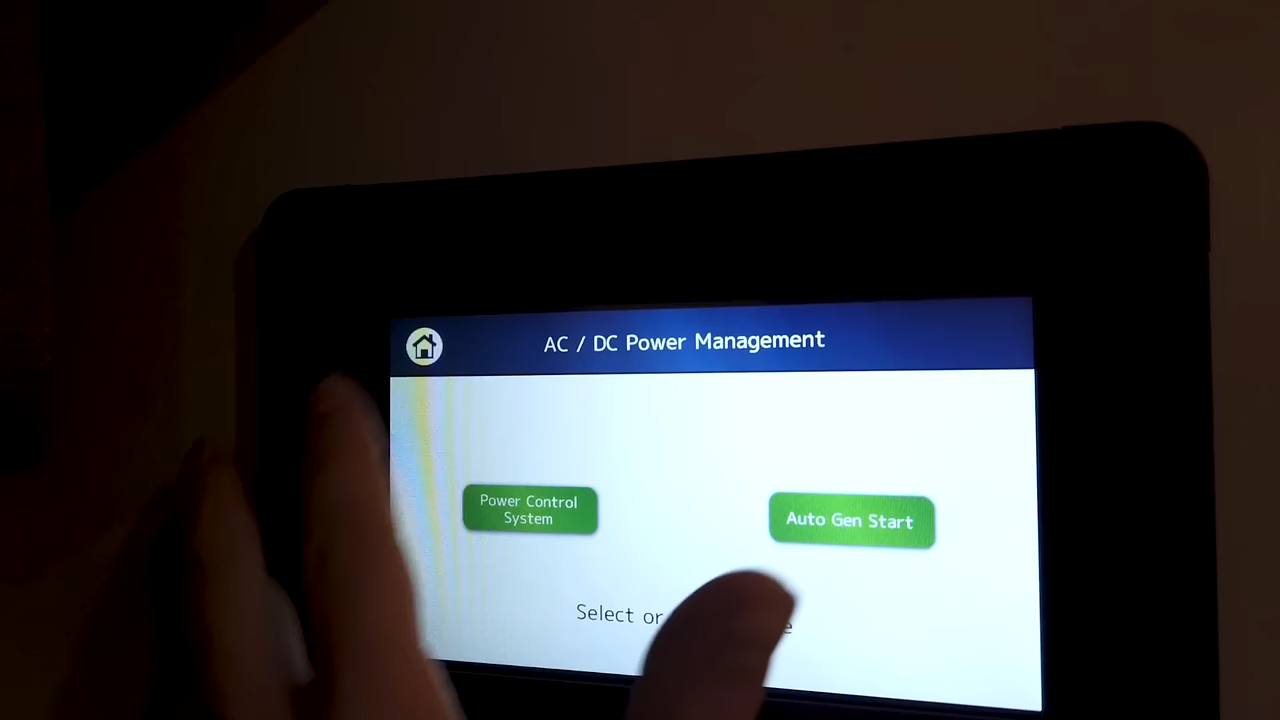 AC / DC Power Management
Power Control
System
Auto Gen Start
Select or